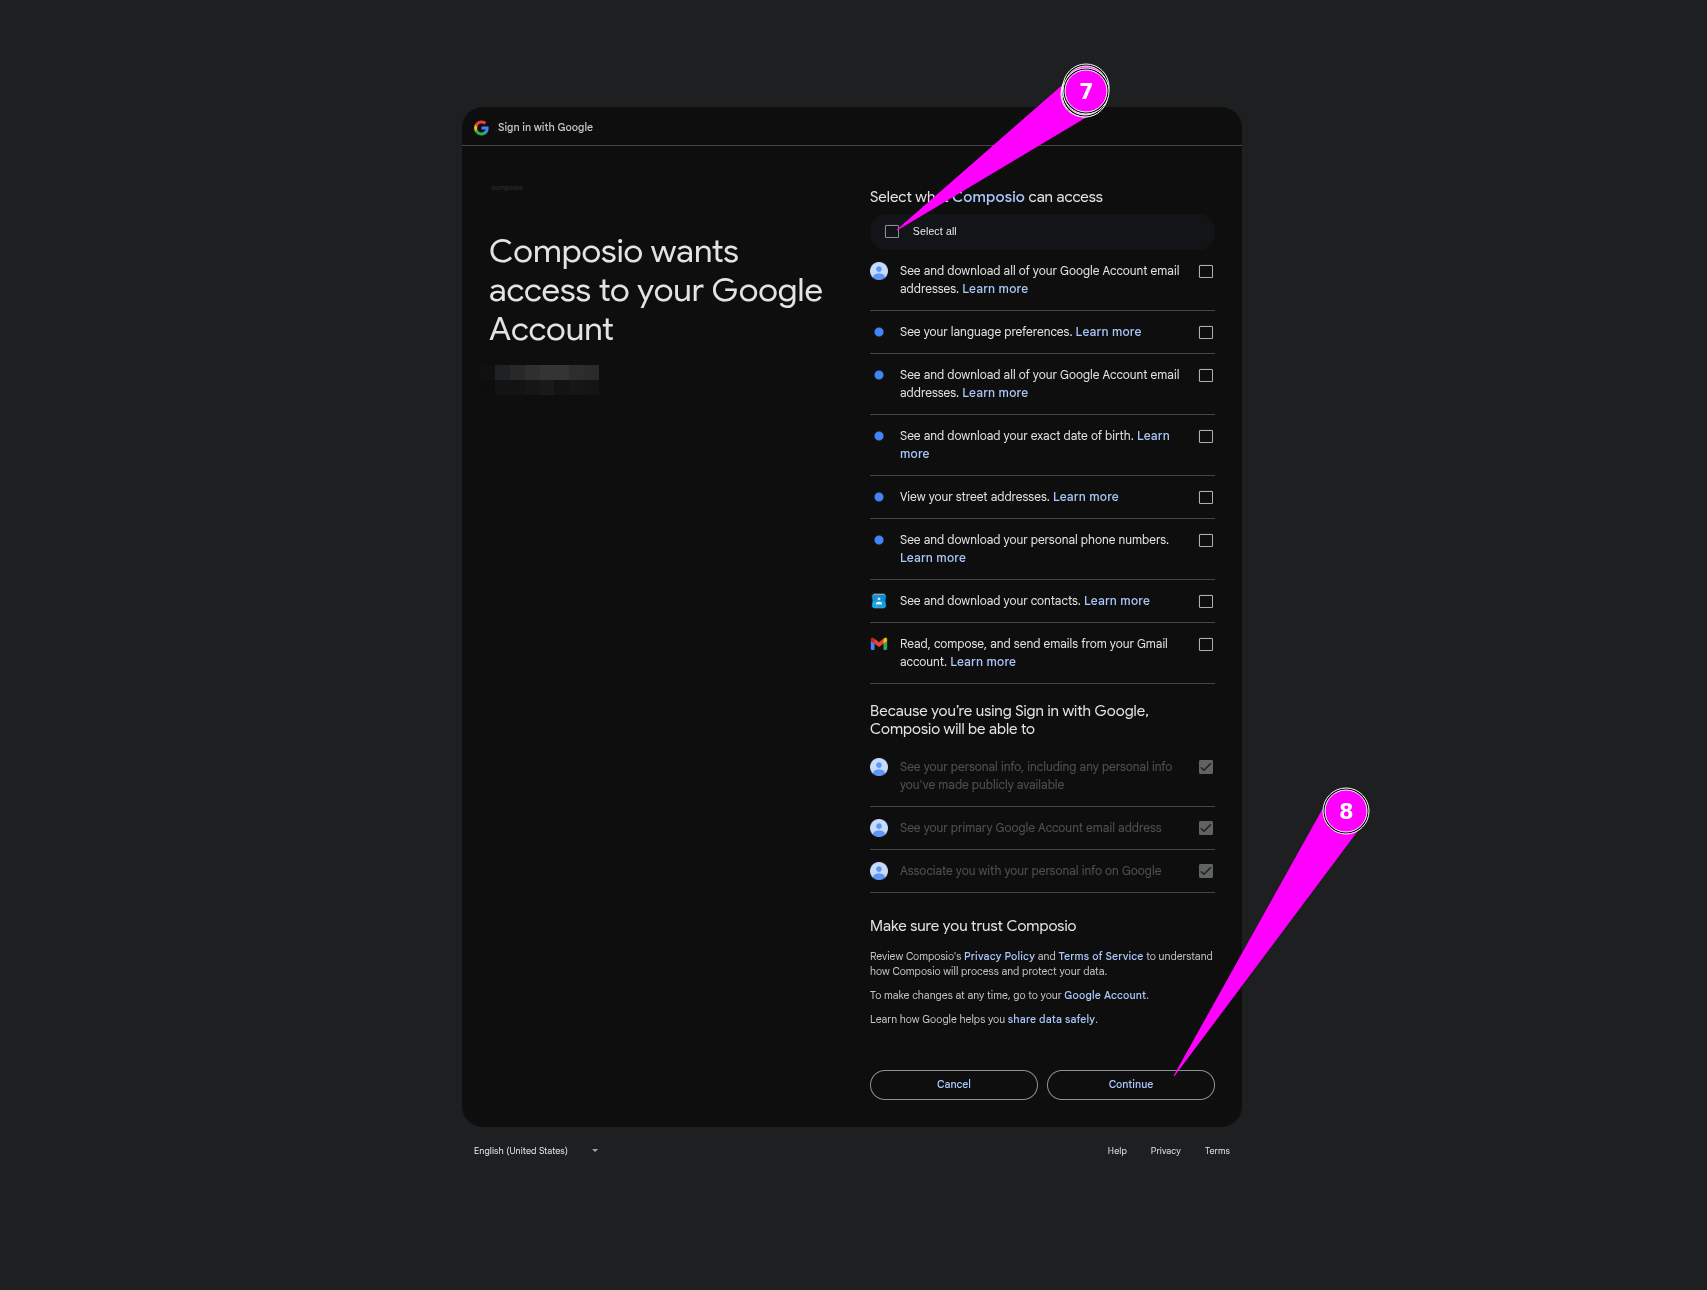 7
Sign in with Google
composio
Composio wants
access to your Google
Account
Select wh Composio can access
Select all
See and download all of your Google Account email
addresses. Learn more
See your language preferences. Learn more
See and download all of your Google Account email
addresses. Learn more
See and download your exact date of birth. Learn
more
View your street addresses. Learn more
See and download your personal phone numbers.
Learn more
See and download your contacts. Learn more
Read, compose, and send emails from your Gmail
account. Learn more
Because you're using Sign in with Google,
Composio will be able to
See your personal info, including any personal info
you've made publicly available
8
See your primary Google Account email address
Associate you with your personal info on Google
Make sure you trust Composio
Review Composio's Privacy Policy and Terms of Service to understand
how Composio will process and protect your data.
To make changes at any time, go to your Google Account.
Learn how Google helps you share data safely.
Cancel
Continue
English (United States)
Help
Privacy
Terms